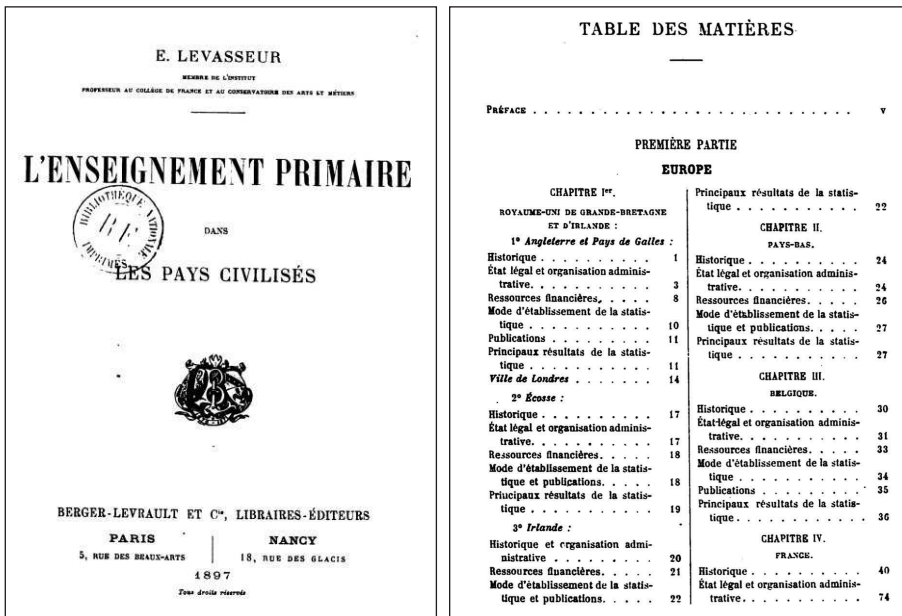 E. LEVASSEUR
MEMBRE DE L'INSTITUT
PROFESSEUR AU COLLÈGE DE FRANCE ET AU CONSERVATOIRE DES ARTS ET MÉTIERS
L'ENSEIGNEMENT PRIMAIRE
BIBLIOTHÈQUE NATIONALE
IMPRIMÉS
DANS
LES PAYS CIVILISÉS
BERGER-LEVRAULT ET Cie, LIBRAIRES-ÉDITEURS
PARIS
5, RUE DES BEAUX-ARTS
NANCY
18, RUE DES GLACIS
1897
Tous droits réservés
TABLE DES MATIÈRES
PRÉFACE . . . . . . . . . . . . . . . . . . . . . . . . . . . v
PREMIÈRE PARTIE
EUROPE
CHAPITRE Ier.
ROYAUME-UNI DE GRANDE-BRETAGNE
ET D'IRLANDE :
1° Angleterre et Pays de Galles :
Historique . . . . . . . . . . 1
État légal et organisation adminis-
trative. . . . . . . . . . . 3
Ressources financières. . . . . 8
Mode d'établissement de la statis-
tique . . . . . . . . . . . 10
Publications . . . . . . . . . 11
Principaux résultats de la statis-
tique . . . . . . . . . . . 11
Ville de Londres . . . . . . . 14
2° Écosse :
Historique . . . . . . . . . . 17
État légal et organisation adminis-
trative. . . . . . . . . . . 17
Ressources financières. . . . . 18
Mode d'établissement de la statis-
tique et publications. . . . . 18
Priucipaux résultats de la statis-
tique . . . . . . . . . . . 19
3° Irlande :
Historique et organisation admi-
nistrative . . . . . . . . . 20
Ressources financières. . . . . 21
Mode d'établissement de la statis-
tique et publications. . . . . 22
Principaux résultats de la statis-
tique . . . . . . . . . . . 22
CHAPITRE II.
PAYS-BAS.
Historique . . . . . . . . . . 24
État légal et organisation adminis-
trative. . . . . . . . . . . 24
Ressources financières. . . . . 26
Mode d'établissement de la statis-
tique et publications. . . . . 27
Principaux résultats de la statis-
tique . . . . . . . . . . . 27
CHAPITRE III.
BELGIQUE.
Historique . . . . . . . . . . 30
État légal et organisation adminis-
trative. . . . . . . . . . . 31
Ressources financières. . . . . 33
Mode d'établissement de la statis-
tique . . . . . . . . . . . 34
Publications . . . . . . . . . 35
Principaux résultats de la statis-
tique. . . . . . . . . . . . 36
CHAPITRE IV.
FRANCE.
Historique . . . . . . . . . . 40
État légal et organisation adminis-
trative. . . . . . . . . . . 74